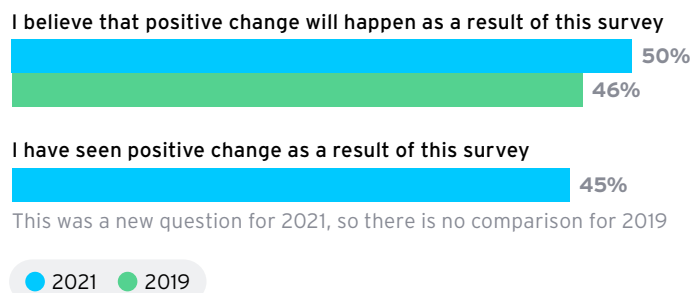 I believe that positive change will happen as a result of this survey
50%
46%
I have seen positive change as a result of this survey
45%
This was a new question for 2021, so there is no comparison for 2019
2021 2019